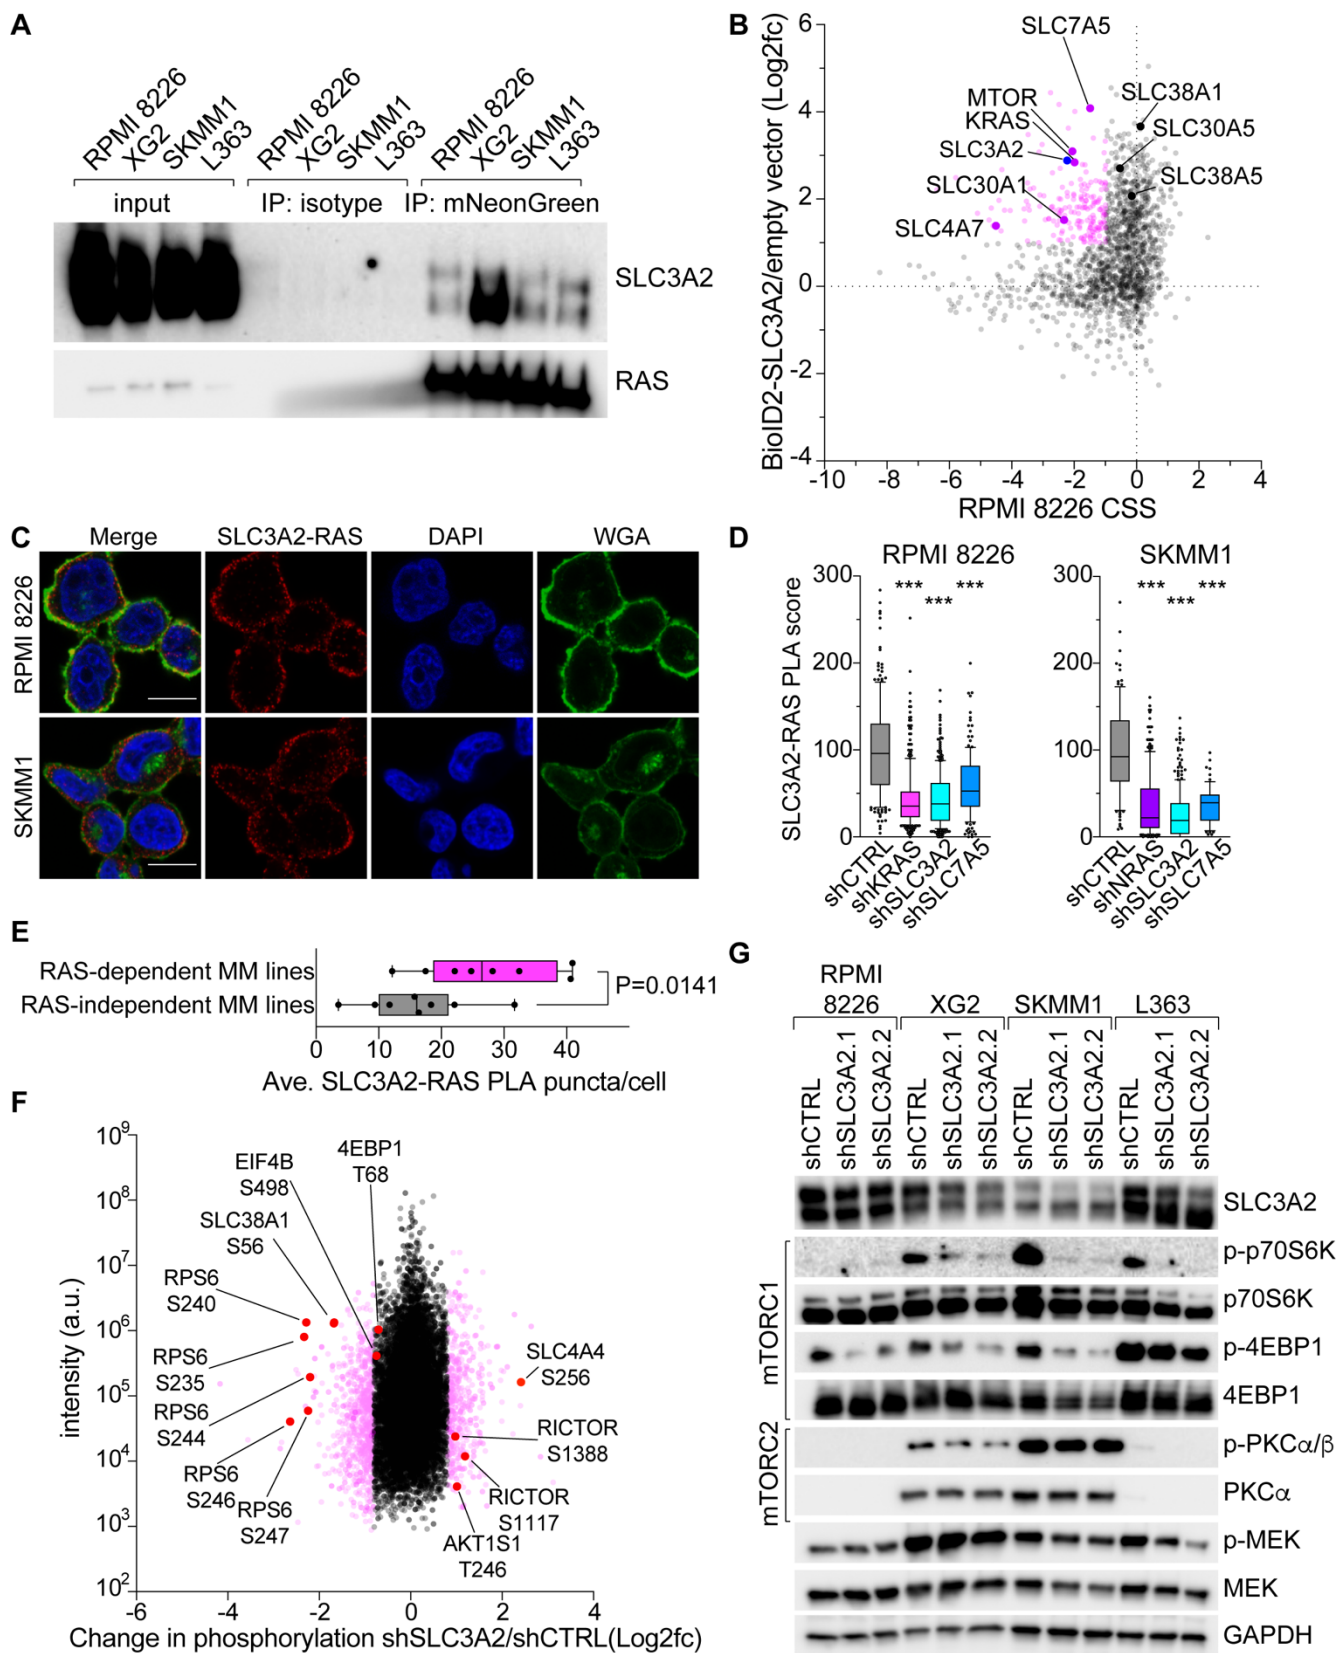 A
RPMI 8226
XG2
SKMM1
L363
RPMI 8226
XG2
SKMM1
L363
RPMI 8226
XG2
SKMM1
L363
input
IP: isotype
IP: mNeonGreen
SLC3A2
RAS
B
BioID2-SLC3A2/empty vector (Log2fc)
6
4
2
0
-2
-4
-10
-8
-6
-4
-2
0
2
4
RPMI 8226 CSS
SLC7A5
MTOR
KRAS
SLC3A2
SLC30A1
SLC4A7
SLC38A1
SLC30A5
SLC38A5
C
Merge
SLC3A2-RAS
DAPI
WGA
RPMI 8226
SKMM1
D
RPMI 8226
SKMM1
SLC3A2-RAS PLA score
300
200
100
0
***
***
***
shCTRL
shKRAS
shSLC3A2
shSLC7A5
300
200
100
0
***
***
***
shCTRL
shNRAS
shSLC3A2
shSLC7A5
E
RAS-dependent MM lines
RAS-independent MM lines
P=0.0141
0
10
20
30
40
Ave. SLC3A2-RAS PLA puncta/cell
F
intensity (a.u.)
10⁹
10⁸
10⁷
10⁶
10⁵
10⁴
10³
10²
-6
-4
-2
0
2
4
Change in phosphorylation shSLC3A2/shCTRL(Log2fc)
4EBP1
T68
EIF4B
S498
SLC38A1
S56
RPS6
S240
RPS6
S235
RPS6
S244
RPS6
S246
RPS6
S247
SLC4A4
S256
RICTOR
S1388
RICTOR
S1117
AKT1S1
T246
G
RPMI
8226
XG2
SKMM1
L363
shCTRL
shSLC3A2.1
shSLC3A2.2
shCTRL
shSLC3A2.1
shSLC3A2.2
shCTRL
shSLC3A2.1
shSLC3A2.2
shCTRL
shSLC3A2.1
shSLC3A2.2
mTORC1
mTORC2
SLC3A2
p-p70S6K
p70S6K
p-4EBP1
4EBP1
p-PKCα/β
PKCα
p-MEK
MEK
GAPDH